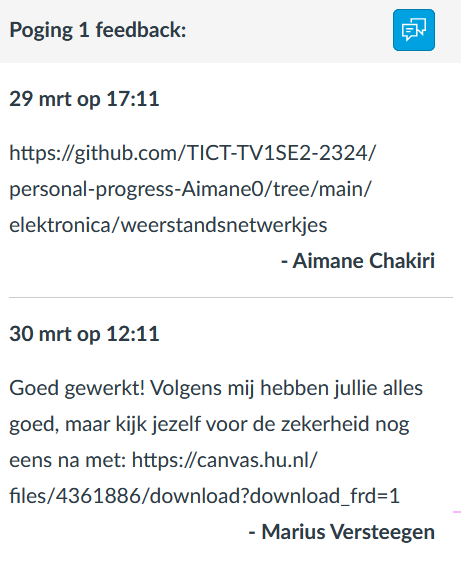 Poging 1 feedback:
29 mrt op 17:11
https://github.com/TICT-TV1SE2-2324/
personal-progress-Aimane0/tree/main/
elektronica/weerstandsnetwerkjes
- Aimane Chakiri
30 mrt op 12:11
Goed gewerkt! Volgens mij hebben jullie alles
goed, maar kijk jezelf voor de zekerheid nog
eens na met: https://canvas.hu.nl/
files/4361886/download?download_frd=1
- Marius Versteegen